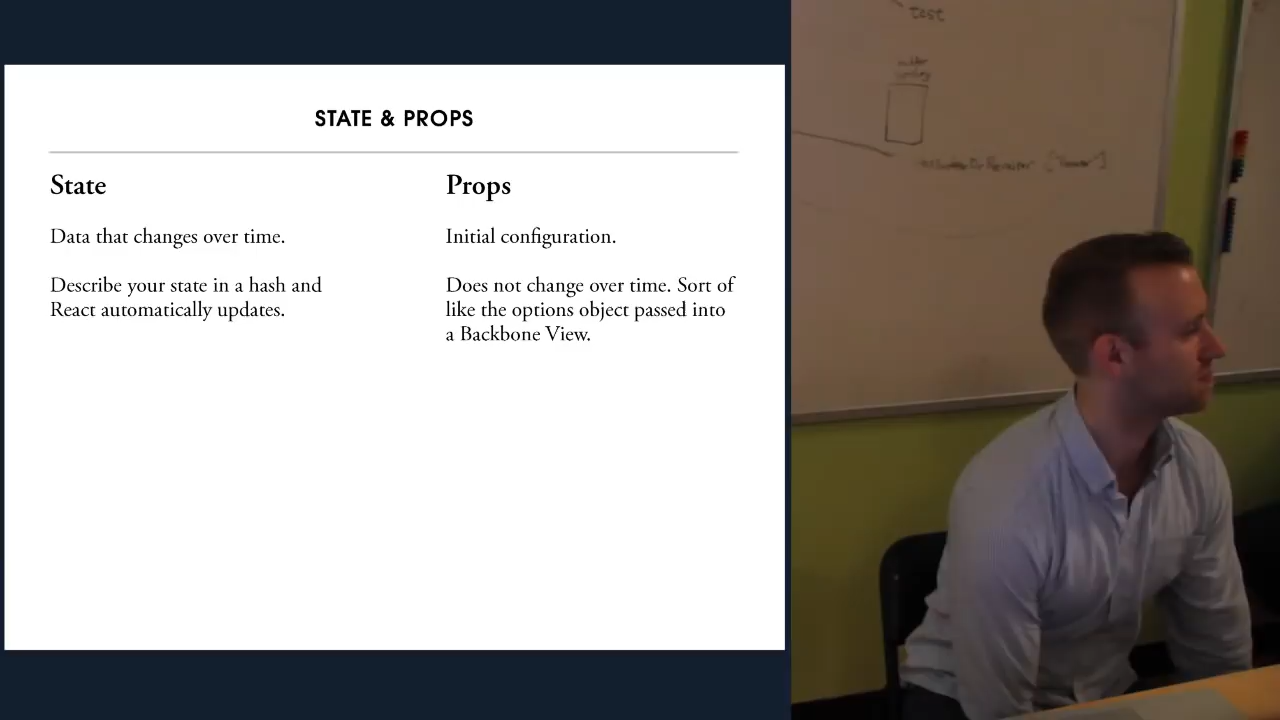 STATE & PROPS
State
Data that changes over time.
Describe your state in a hash and
React automatically updates.
Props
Initial configuration.
Does not change over time. Sort of
like the options object passed into
a Backbone View.
test